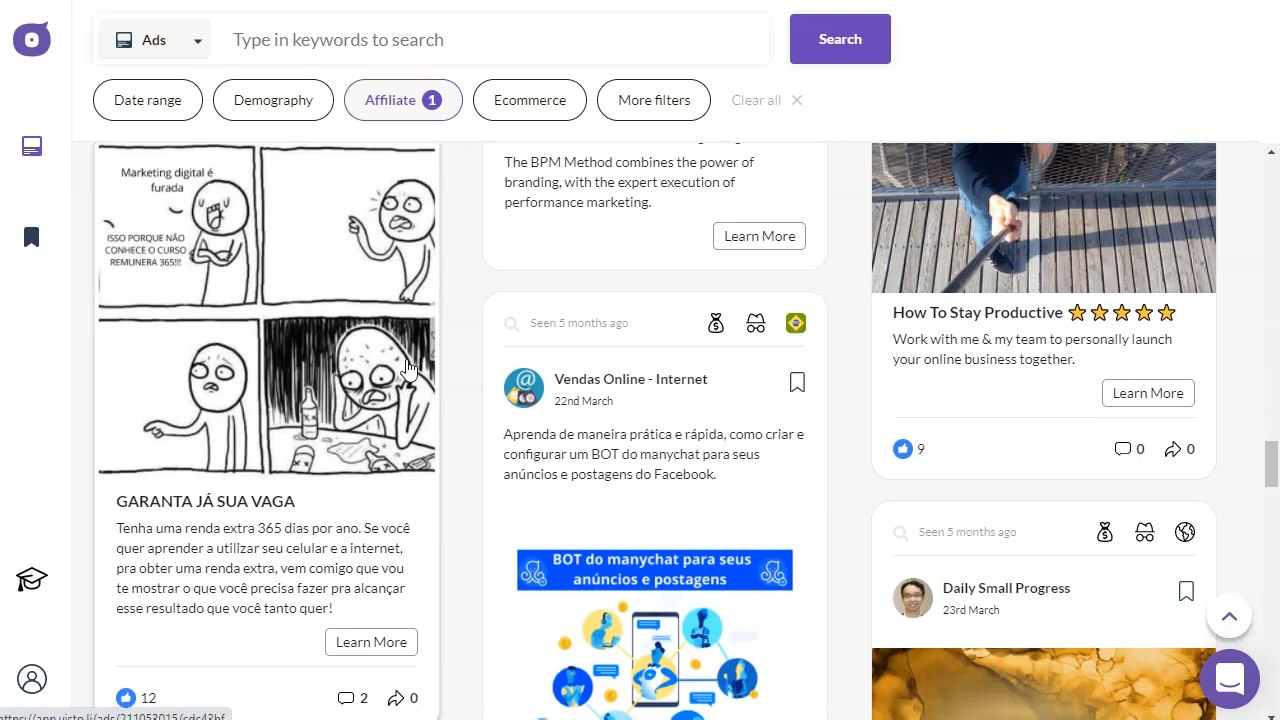 Ads
Type in keywords to search
Search
Date range
Demography
Affiliate 1
Ecommerce
More filters
Clear all
Marketing digital é
furada
ISSO PORQUE NÃO
CONHECE O CURSO
REMUNERA 365!!!
GARANTA JÁ SUA VAGA
Tenha uma renda extra 365 dias por ano. Se você
quer aprender a utilizar seu celular e a internet,
pra obter uma renda extra, vem comigo que vou
te mostrar o que você precisa fazer pra alcançar
esse resultado que você tanto quer!
Learn More
12
2
0
The BPM Method combines the power of
branding, with the expert execution of
performance marketing.
Learn More
Seen 5 months ago
Vendas Online - Internet
22nd March
Aprenda de maneira prática e rápida, como criar e
configurar um BOT do manychat para seus
anúncios e postagens do Facebook.
BOT do manychat para seus
anúncios e postagens
How To Stay Productive
Work with me & my team to personally launch
your online business together.
Learn More
9
0
0
Seen 5 months ago
Daily Small Progress
23rd March